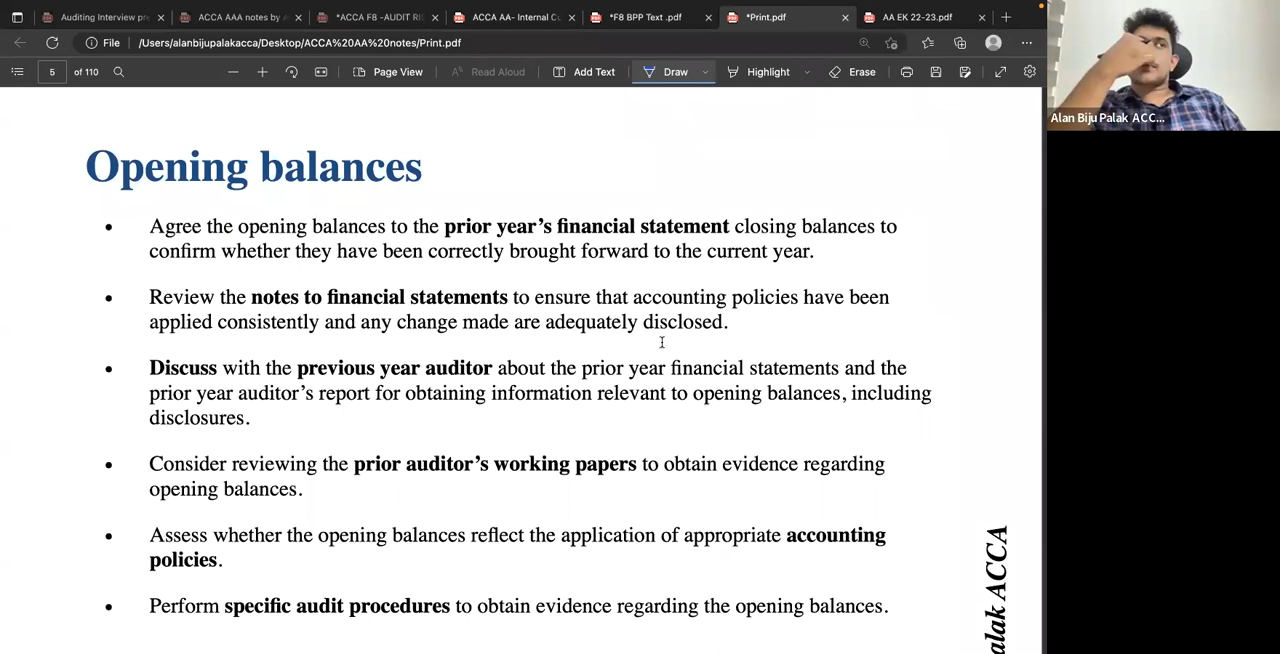 Auditing Interview pre
ACCA AAA notes by A
*ACCA F8 -AUDIT RIS
ACCA AA- Internal Co
*F8 BPP Text .pdf
*Print.pdf
AA EK 22-23.pdf
File /Users/alanbijupalakacca/Desktop/ACCA%20AA%20notes/Print.pdf
5 of 110 Page View Read Aloud Add Text Draw Highlight Erase
Alan Biju Palak ACC...
Opening balances
• Agree the opening balances to the prior year’s financial statement closing balances to
confirm whether they have been correctly brought forward to the current year.
• Review the notes to financial statements to ensure that accounting policies have been
applied consistently and any change made are adequately disclosed.
• Discuss with the previous year auditor about the prior year financial statements and the
prior year auditor’s report for obtaining information relevant to opening balances, including
disclosures.
• Consider reviewing the prior auditor’s working papers to obtain evidence regarding
opening balances.
• Assess whether the opening balances reflect the application of appropriate accounting
policies.
• Perform specific audit procedures to obtain evidence regarding the opening balances.
alak ACCA